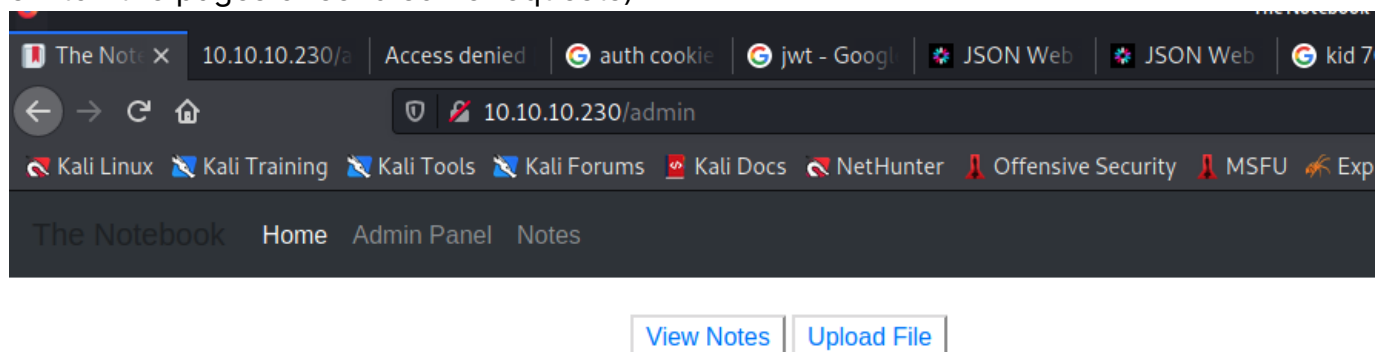 The Note
10.10.10.230/a
Access denied
auth cookie
jwt - Googl
JSON Web
JSON Web
kid 7
10.10.10.230/admin
Kali Linux Kali Training Kali Tools Kali Forums Kali Docs NetHunter Offensive Security MSFU Exp
The Notebook Home Admin Panel Notes
View Notes Upload File